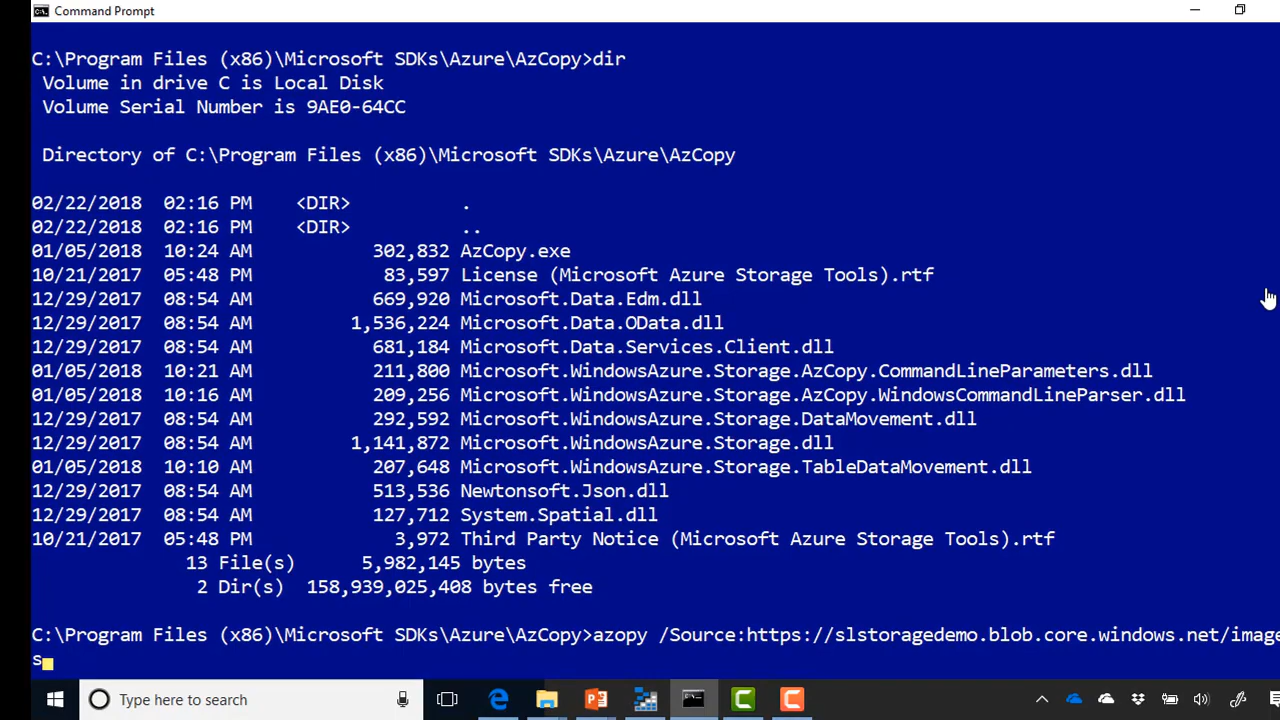 Command Prompt
C:\Program Files (x86)\Microsoft SDKs\Azure\AzCopy>dir
Volume in drive C is Local Disk
Volume Serial Number is 9AE0-64CC
Directory of C:\Program Files (x86)\Microsoft SDKs\Azure\AzCopy
02/22/2018 02:16 PM <DIR> .
02/22/2018 02:16 PM <DIR> ..
01/05/2018 10:24 AM 302,832 AzCopy.exe
10/21/2017 05:48 PM 83,597 License (Microsoft Azure Storage Tools).rtf
12/29/2017 08:54 AM 669,920 Microsoft.Data.Edm.dll
12/29/2017 08:54 AM 1,536,224 Microsoft.Data.OData.dll
12/29/2017 08:54 AM 681,184 Microsoft.Data.Services.Client.dll
01/05/2018 10:21 AM 211,800 Microsoft.WindowsAzure.Storage.AzCopy.CommandLineParameters.dll
01/05/2018 10:16 AM 209,256 Microsoft.WindowsAzure.Storage.AzCopy.WindowsCommandLineParser.dll
12/29/2017 08:54 AM 292,592 Microsoft.WindowsAzure.Storage.DataMovement.dll
12/29/2017 08:54 AM 1,141,872 Microsoft.WindowsAzure.Storage.dll
01/05/2018 10:10 AM 207,648 Microsoft.WindowsAzure.Storage.TableDataMovement.dll
12/29/2017 08:54 AM 513,536 Newtonsoft.Json.dll
12/29/2017 08:54 AM 127,712 System.Spatial.dll
10/21/2017 05:48 PM 3,972 Third Party Notice (Microsoft Azure Storage Tools).rtf
13 File(s) 5,982,145 bytes
2 Dir(s) 158,939,025,408 bytes free
C:\Program Files (x86)\Microsoft SDKs\Azure\AzCopy>azopy /Source:https://slstoragedemo.blob.core.windows.net/image
s
Type here to search